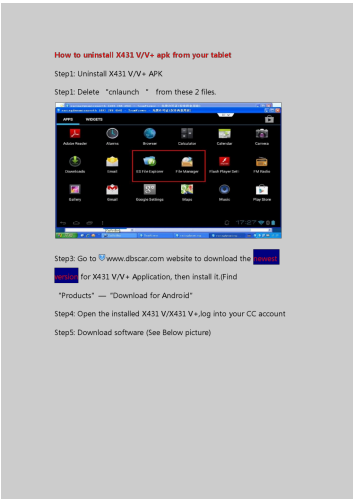 How to uninstall X431 V/V+ apk from your tablet
Step1: Uninstall X431 V/V+ APK
Step1: Delete "cnlaunch " from these 2 files.
APPS WIDGETS
Adobe Reader Alarms Browser Calculator Calendar Camera
Downloads Email ES File Explorer File Manager Flash Player Sett FM Radio
Gallery Gmail Google Settings Maps Music Play Store
Step3: Go to www.dbscar.com website to download the newest
version for X431 V/V+ Application, then install it.(Find
"Products" — "Download for Android"
Step4: Open the installed X431 V/X431 V+,log into your CC account
Step5: Download software (See Below picture)